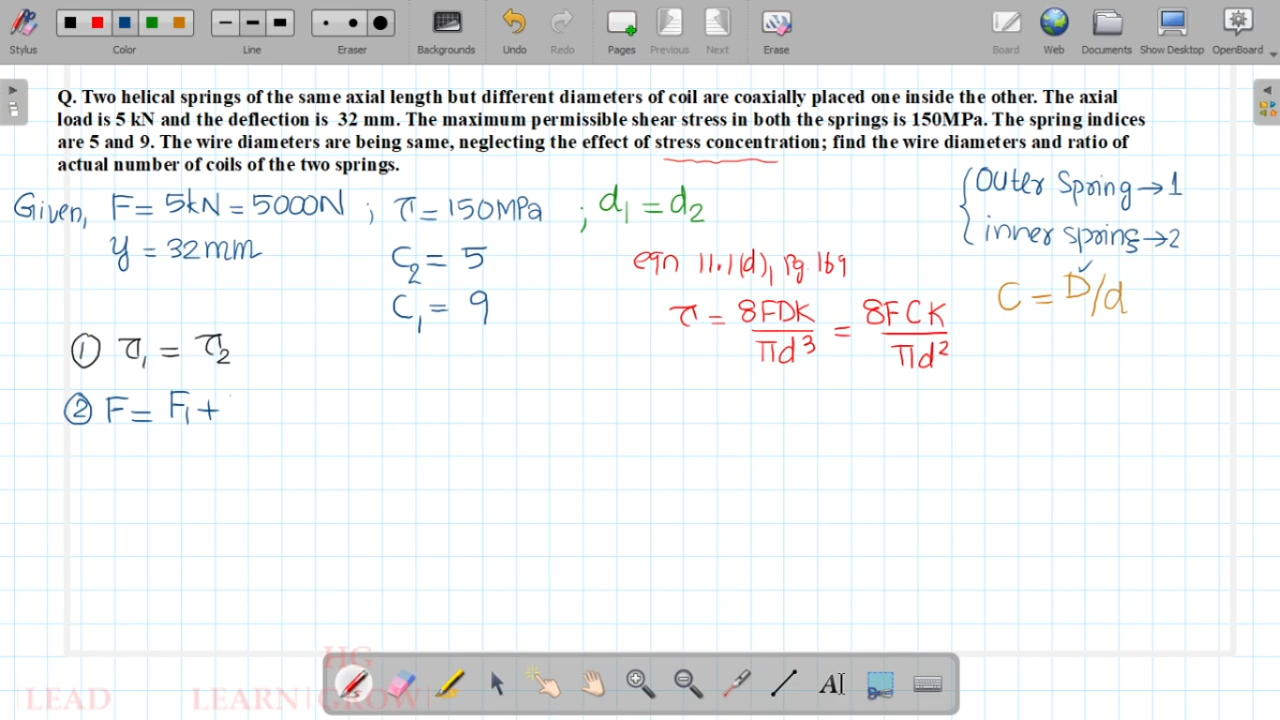 Stylus Color Line Eraser Backgrounds Undo Redo Pages Previous Next Erase Board Web Documents Show Desktop OpenBoard
Q. Two helical springs of the same axial length but different diameters of coil are coaxially placed one inside the other. The axial
load is 5 kN and the deflection is 32 mm. The maximum permissible shear stress in both the springs is 150MPa. The spring indices
are 5 and 9. The wire diameters are being same, neglecting the effect of stress concentration; find the wire diameters and ratio of
actual number of coils of the two springs.
Given, F = 5kN = 5000N ; τ = 150MPa ; d₁ = d₂
y = 32mm
C₂ = 5
C₁ = 9
Outer Spring → 1
inner spring → 2
eqn 11.1(d), Pg. 169
τ = 8FDK/πd³ = 8FCK/πd²
C = D/d
① τ₁ = τ₂
② F = F₁ +
HG
LEAD LEARN|GROW
AI